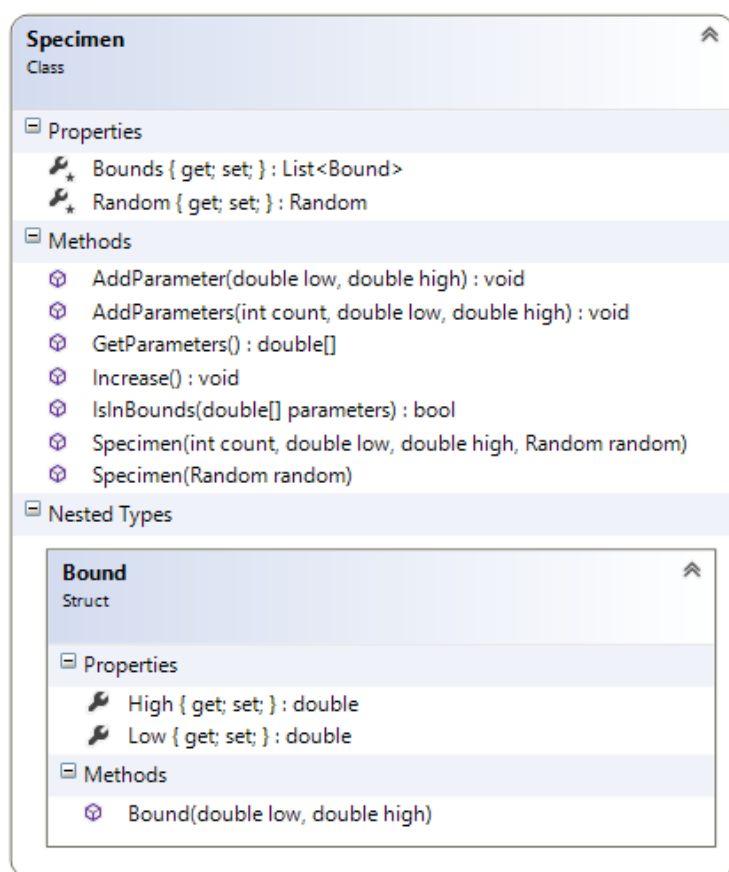 Specimen
Class
Properties
Bounds { get; set; } : List<Bound>
Random { get; set; } : Random
Methods
AddParameter(double low, double high) : void
AddParameters(int count, double low, double high) : void
GetParameters() : double[]
Increase() : void
IsInBounds(double[] parameters) : bool
Specimen(int count, double low, double high, Random random)
Specimen(Random random)
Nested Types
Bound
Struct
Properties
High { get; set; } : double
Low { get; set; } : double
Methods
Bound(double low, double high)